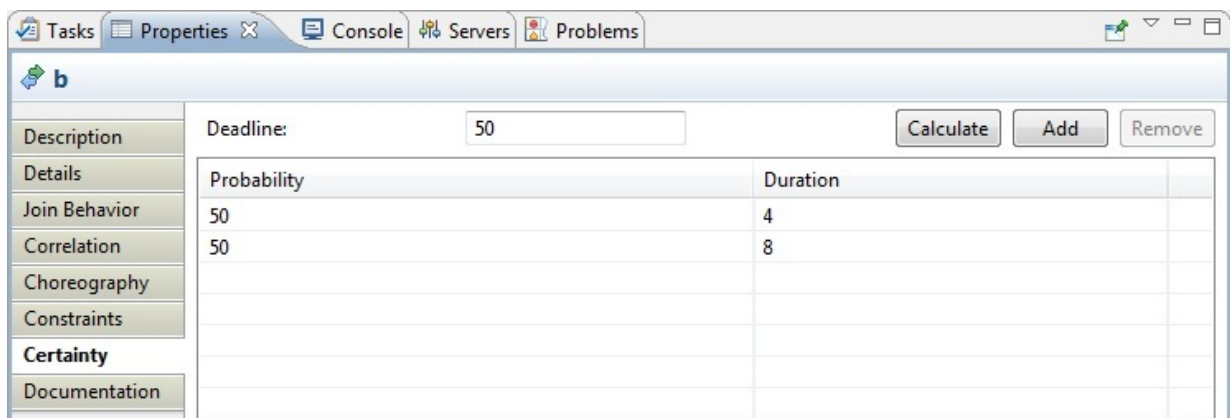 Tasks Properties Console Servers Problems
b
Description
Details
Join Behavior
Correlation
Choreography
Constraints
Certainty
Documentation
Deadline: 50 Calculate Add Remove
Probability Duration
50 4
50 8